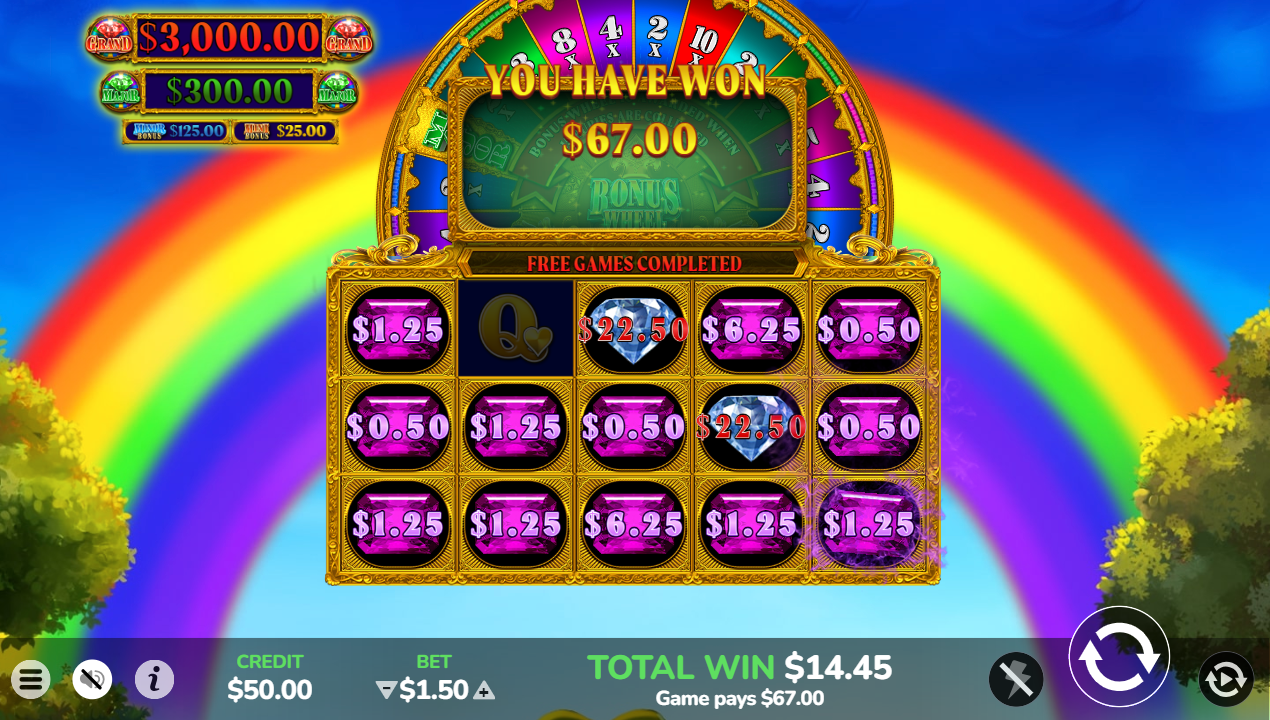 GRAND $3,000.00 GRAND
MAJOR $300.00 MAJOR
MINOR BONUS $125.00 MINI BONUS $25.00
8x 4x 2x 10x
YOU HAVE WON
$67.00
BONUS
WHEEL
FREE GAMES COMPLETED
$1.25 Q $22.50 $6.25 $0.50
$0.50 $1.25 $0.50 $22.50 $0.50
$1.25 $1.25 $6.25 $1.25 $1.25
CREDIT
$50.00
BET
$1.50
TOTAL WIN $14.45
Game pays $67.00